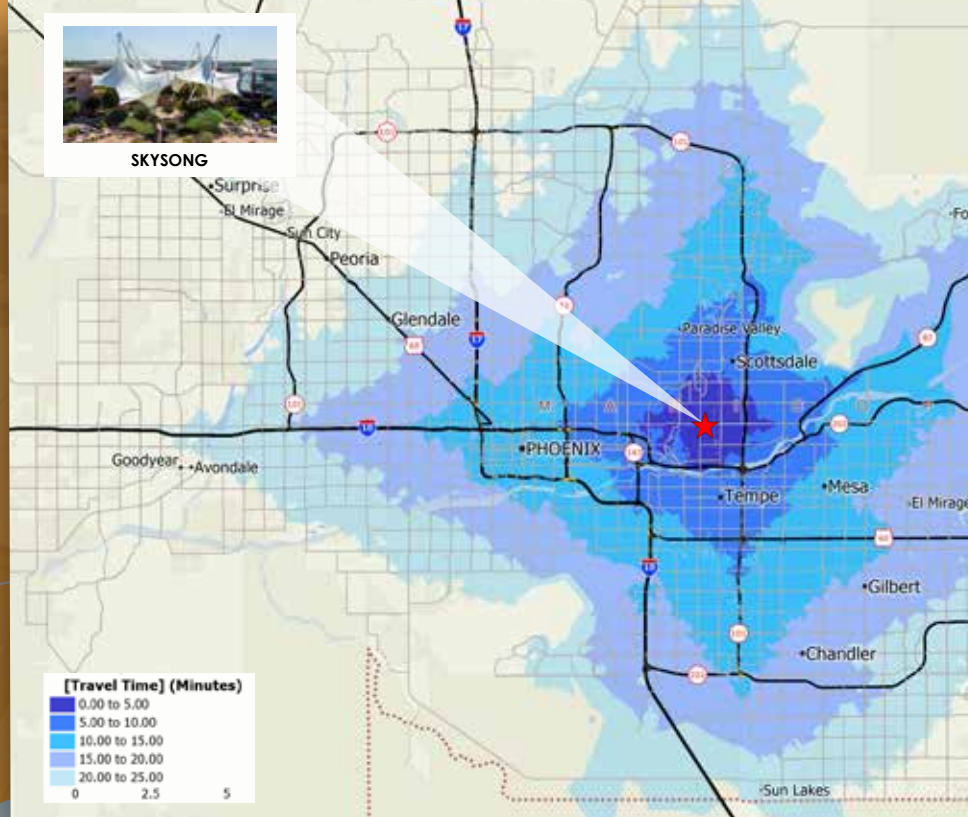 SKYSONG
17
101
101
Surprise
El Mirage
Sun City
Peoria
Fo
Glendale
17
60
51
87
Paradise Valley
Scottsdale
101
M A
10
202
PHOENIX
143
Goodyear
Avondale
Tempe
Mesa
El Mirage
60
10
Gilbert
101
Chandler
202
[Travel Time] (Minutes)
0.00 to 5.00
5.00 to 10.00
10.00 to 15.00
15.00 to 20.00
20.00 to 25.00
0 2.5 5
Sun Lakes